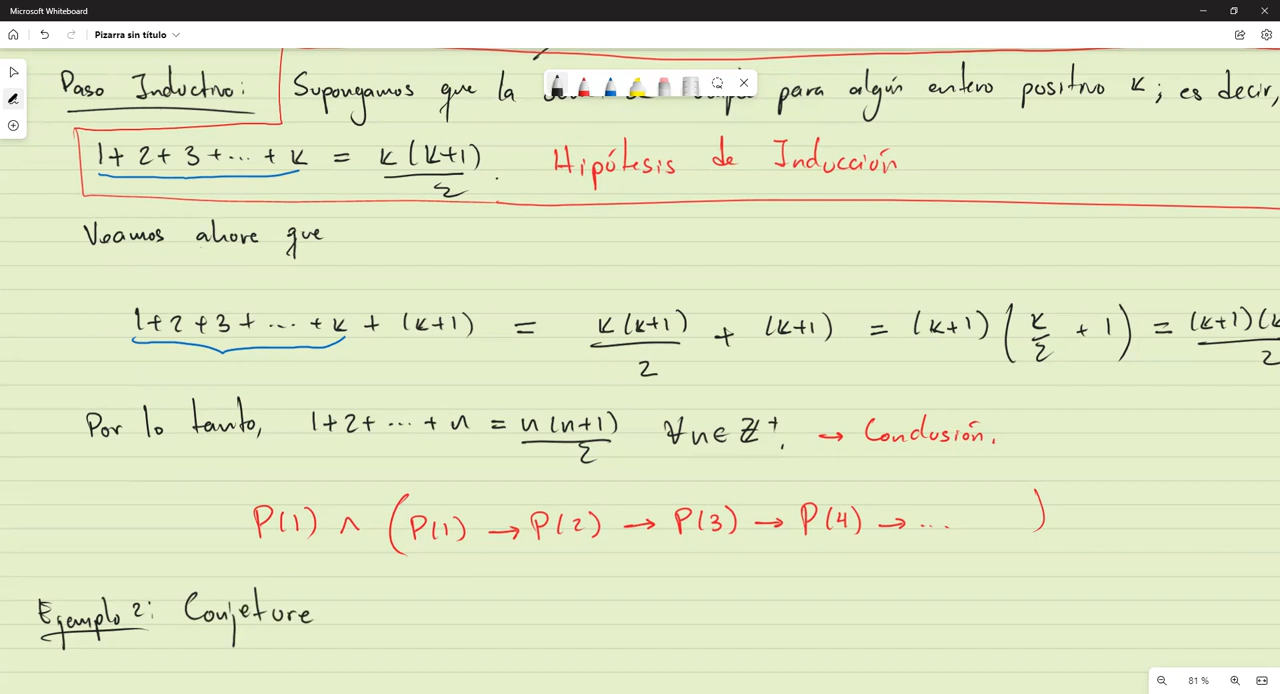 Microsoft Whiteboard
Pizarra sin título
Paso Inductivo: Supongamos que la para algún entero positivo k; es decir,
1+2+3+...+k = k(k+1)/2. Hipótesis de Inducción
Veamos ahora que
1+2+3+...+k+(k+1) = k(k+1)/2 + (k+1) = (k+1)(k/2 + 1) = (k+1)(k
2
Por lo tanto, 1+2+...+n = n(n+1)/2 ∀n∈ℤ⁺. → Conclusión.
P(1) ∧ (P(1) → P(2) → P(3) → P(4) → ... )
Ejemplo 2: Conjeture
81 %